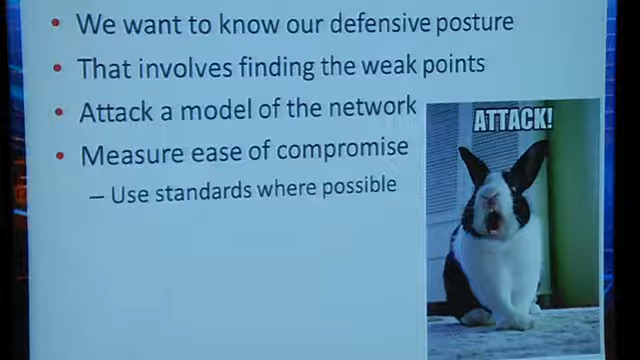 • We want to know our defensive posture
• That involves finding the weak points
• Attack a model of the network
• Measure ease of compromise
– Use standards where possible
ATTACK!